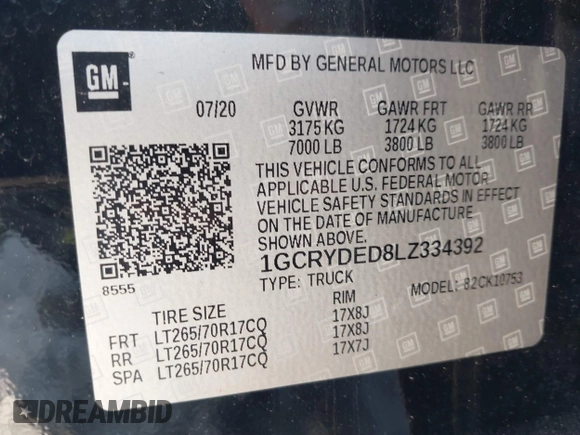 MFD BY GENERAL MOTORS LLC
GM
07/20 GVWR GAWR FRT GAWR RR
3175 KG 1724 KG 1724 KG
7000 LB 3800 LB 3800 LB
THIS VEHICLE CONFORMS TO ALL
APPLICABLE U.S. FEDERAL MOTOR
VEHICLE SAFETY STANDARDS IN EFFECT
ON THE DATE OF MANUFACTURE
SHOWN ABOVE.
1GCRYDED8LZ334392
8555
TYPE: TRUCK MODEL: 82CK10753
TIRE SIZE RIM
FRT LT265/70R17CQ 17X8J
RR LT265/70R17CQ 17X8J
SPA LT265/70R17CQ 17X7J
DREAMBID